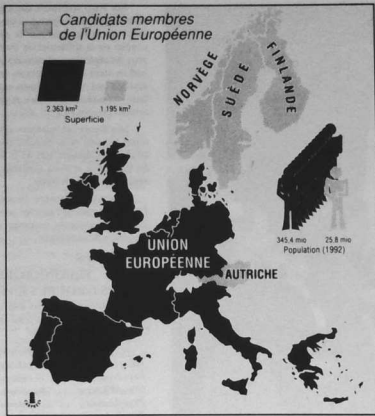 Candidats membres
de l'Union Européenne
2 363 km²
1 195 km²
Superficie
NORVÈGE
SUÈDE
FINLANDE
345,4 mio
25,8 mio
Population (1992)
UNION
EUROPÉENNE
AUTRICHE